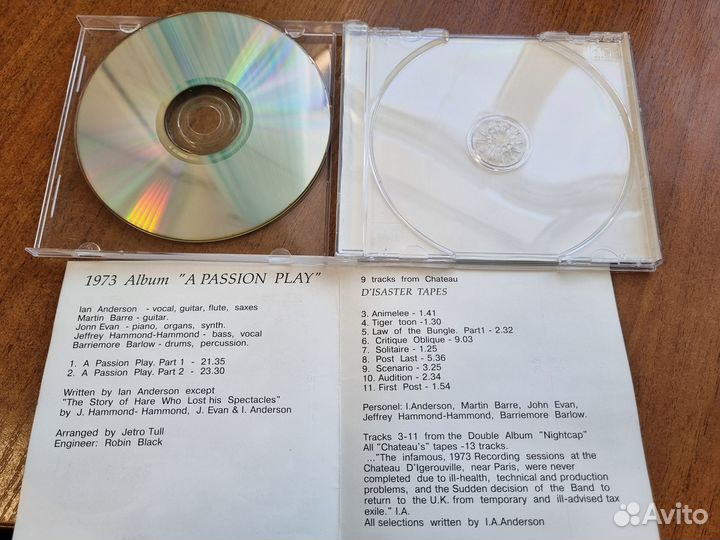 1973 Album "A PASSION PLAY"
Ian Anderson - vocal, guitar, flute, saxes
Martin Barre - guitar.
Jonn Evan - piano, organs, synth.
Jeffrey Hammond-Hammond - bass, vocal
Barriemore Barlow - drums, percussion.
1. A Passion Play. Part 1 - 21.35
2. A Passion Play. Part 2 - 23.30
Written by Ian Anderson except
"The Story of Hare Who Lost his Spectacles"
by J. Hammond- Hammond, J. Evan & I. Anderson
Arranged by Jetro Tull
Engineer: Robin Black
9 tracks from Chateau
D'ISASTER TAPES
3. Animelee - 1.41
4. Tiger toon -1.30
5. Law of the Bungle. Part1 - 2.32
6. Critique Oblique - 9.03
7. Solitaire - 1.25
8. Post Last - 5.36
9. Scenario - 3.25
10. Audition - 2.34
11. First Post - 1.54
Personel: I.Anderson, Martin Barre, John Evan,
Jeffrey Hammond-Hammond, Barriemore Barlow.
Tracks 3-11 from the Double Album "Nightcap"
All "Chateau's" tapes -13 tracks.
..."The infamous, 1973 Recording sessions at the
Chateau D'Igerouville, near Paris, were never
completed due to ill-health, technical and production
problems, and the Sudden decision of the Band to
return to the U.K. from temporary and ill-advised tax
exile." I.A.
All selections written by I.A.Anderson
Avito